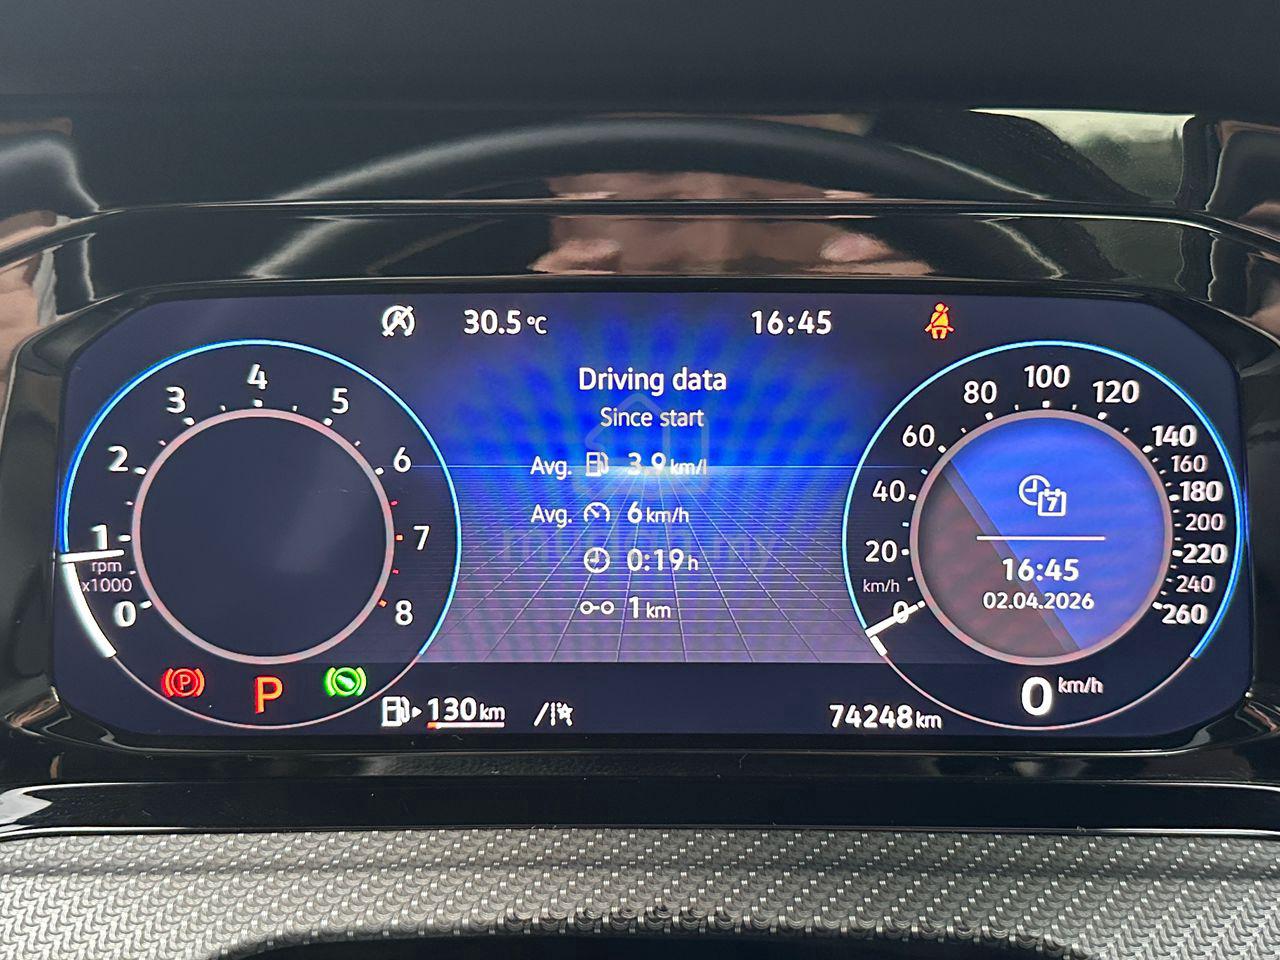 30.5°C
16:45
Driving data
Since start
Avg. 3.9 km/l
Avg. 6 km/h
0:19 h
1 km
0
1
2
3
4
5
6
7
8
rpm
x1000
P
P
130 km
74248 km
0
20
40
60
80
100
120
140
160
180
200
220
240
260
km/h
7
16:45
02.04.2026
0 km/h